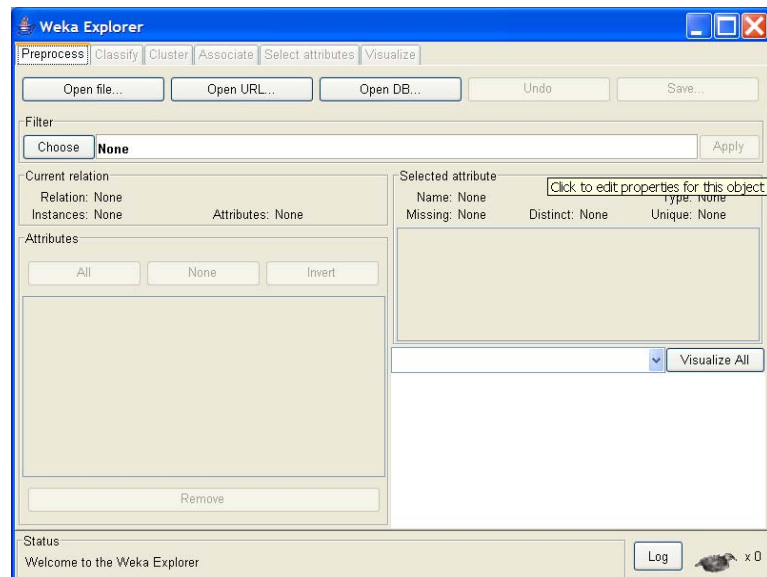 Weka Explorer
Preprocess Classify Cluster Associate Select attributes Visualize
Open file... Open URL... Open DB... Undo Save...
Filter
Choose None Apply
Current relation
Relation: None
Instances: None Attributes: None
Selected attribute
Click to edit properties for this object
Name: None Type: None
Missing: None Distinct: None Unique: None
Attributes
All None Invert
Visualize All
Remove
Status
Welcome to the Weka Explorer
Log x 0